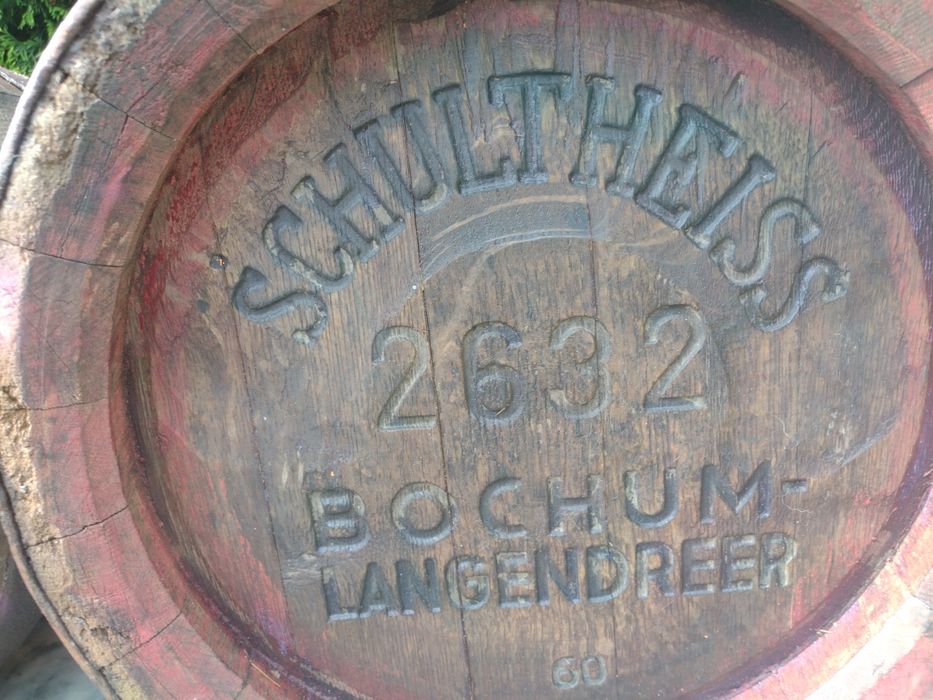 SCHULTHEISS
2632
BOCHUM-
LANGENDREER
60